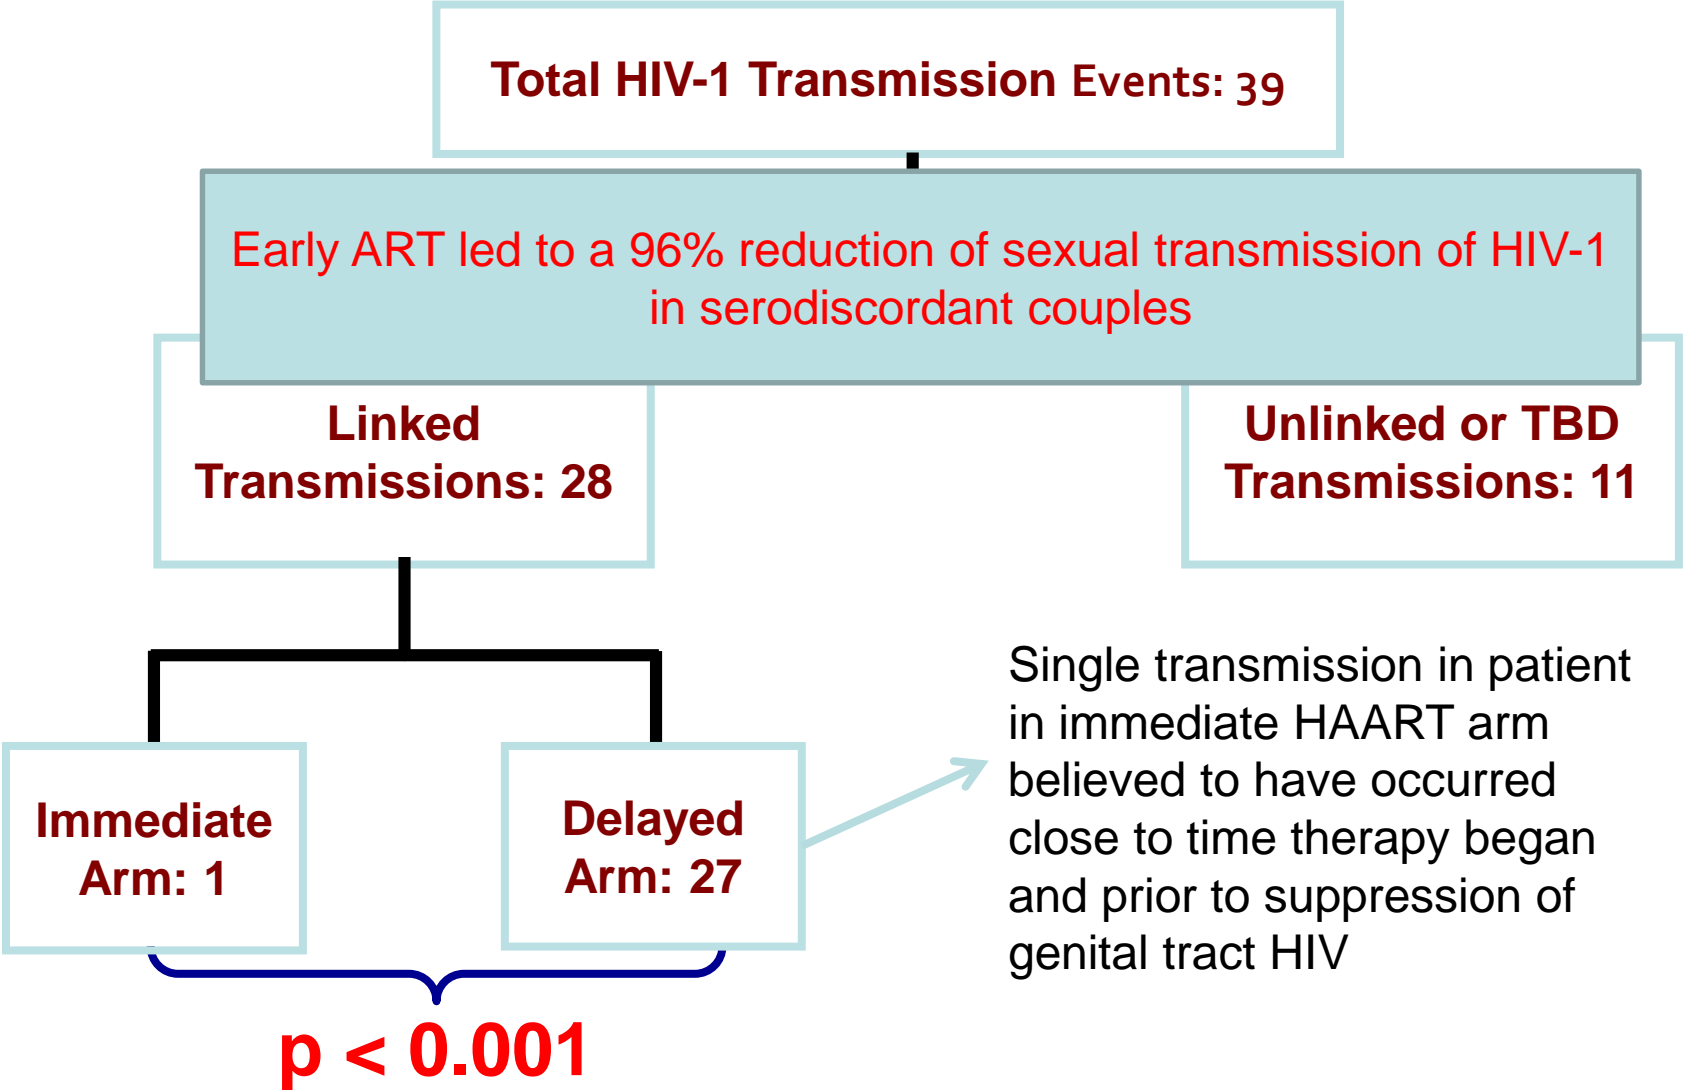 Total HIV-1 Transmission Events: 39
Early ART led to a 96% reduction of sexual transmission of HIV-1
in serodiscordant couples
Linked
Transmissions: 28
Unlinked or TBD
Transmissions: 11
Immediate
Arm: 1
Delayed
Arm: 27
Single transmission in patient
in immediate HAART arm
believed to have occurred
close to time therapy began
and prior to suppression of
genital tract HIV
p < 0.001